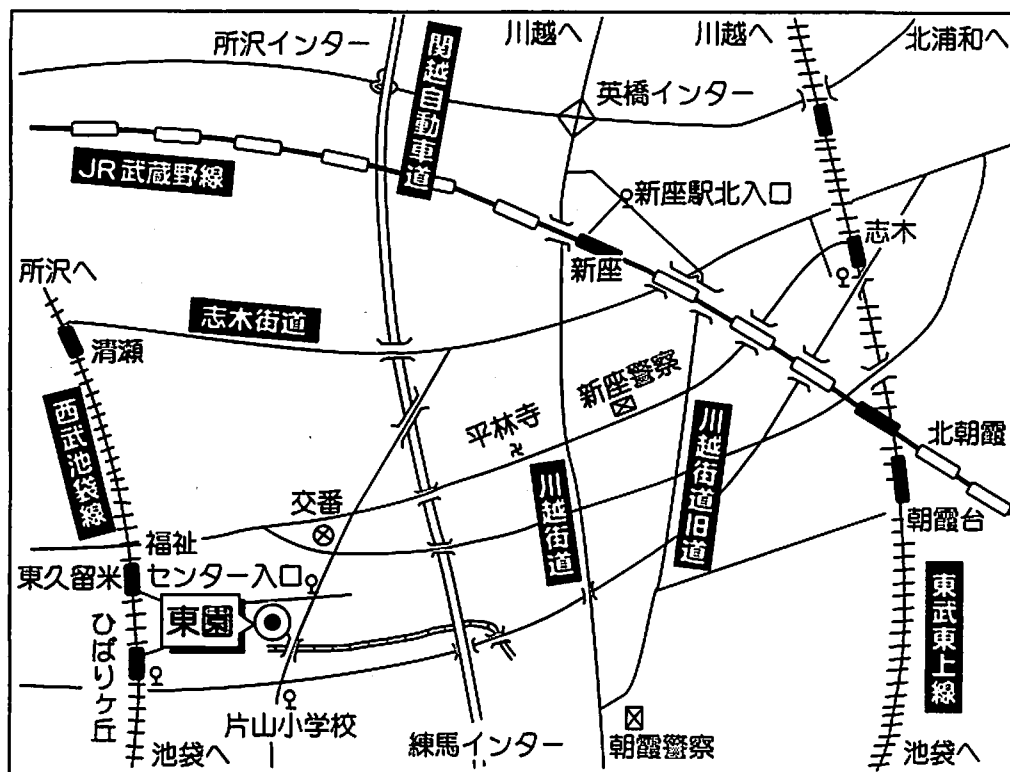 所沢インター
関越自動車道
川越へ
川越へ
北浦和へ
英橋インター
JR武蔵野線
新座駅北入口
新座
志木
所沢へ
志木街道
清瀬
西武池袋線
新座警察
平林寺
川越街道旧道
北朝霞
交番
川越街道
朝霞台
福祉
センター入口
東久留米
東園
ひばりヶ丘
東武東上線
片山小学校
池袋へ
練馬インター
朝霞警察
池袋へ